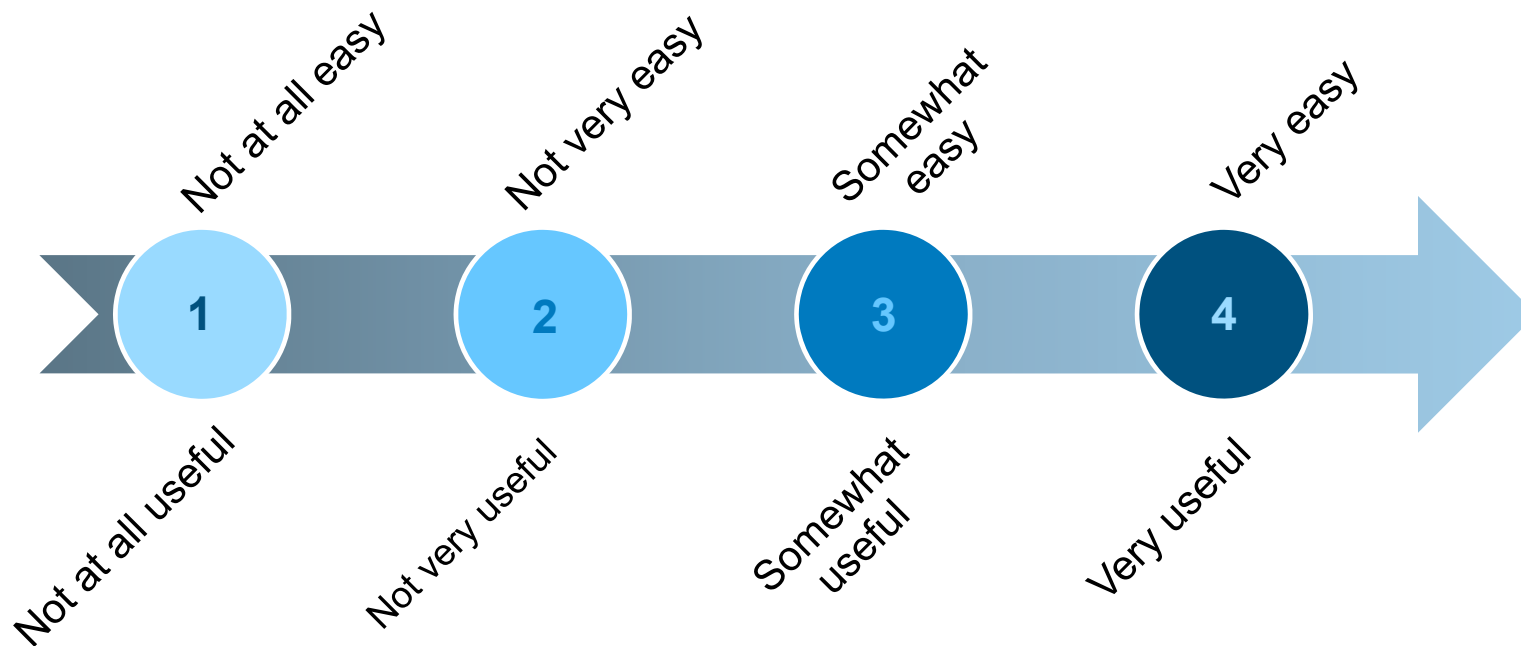 Not at all easy
Not very easy
Somewhat
easy
Very easy
1
2
3
4
Not at all useful
Not very useful
Somewhat
useful
Very useful